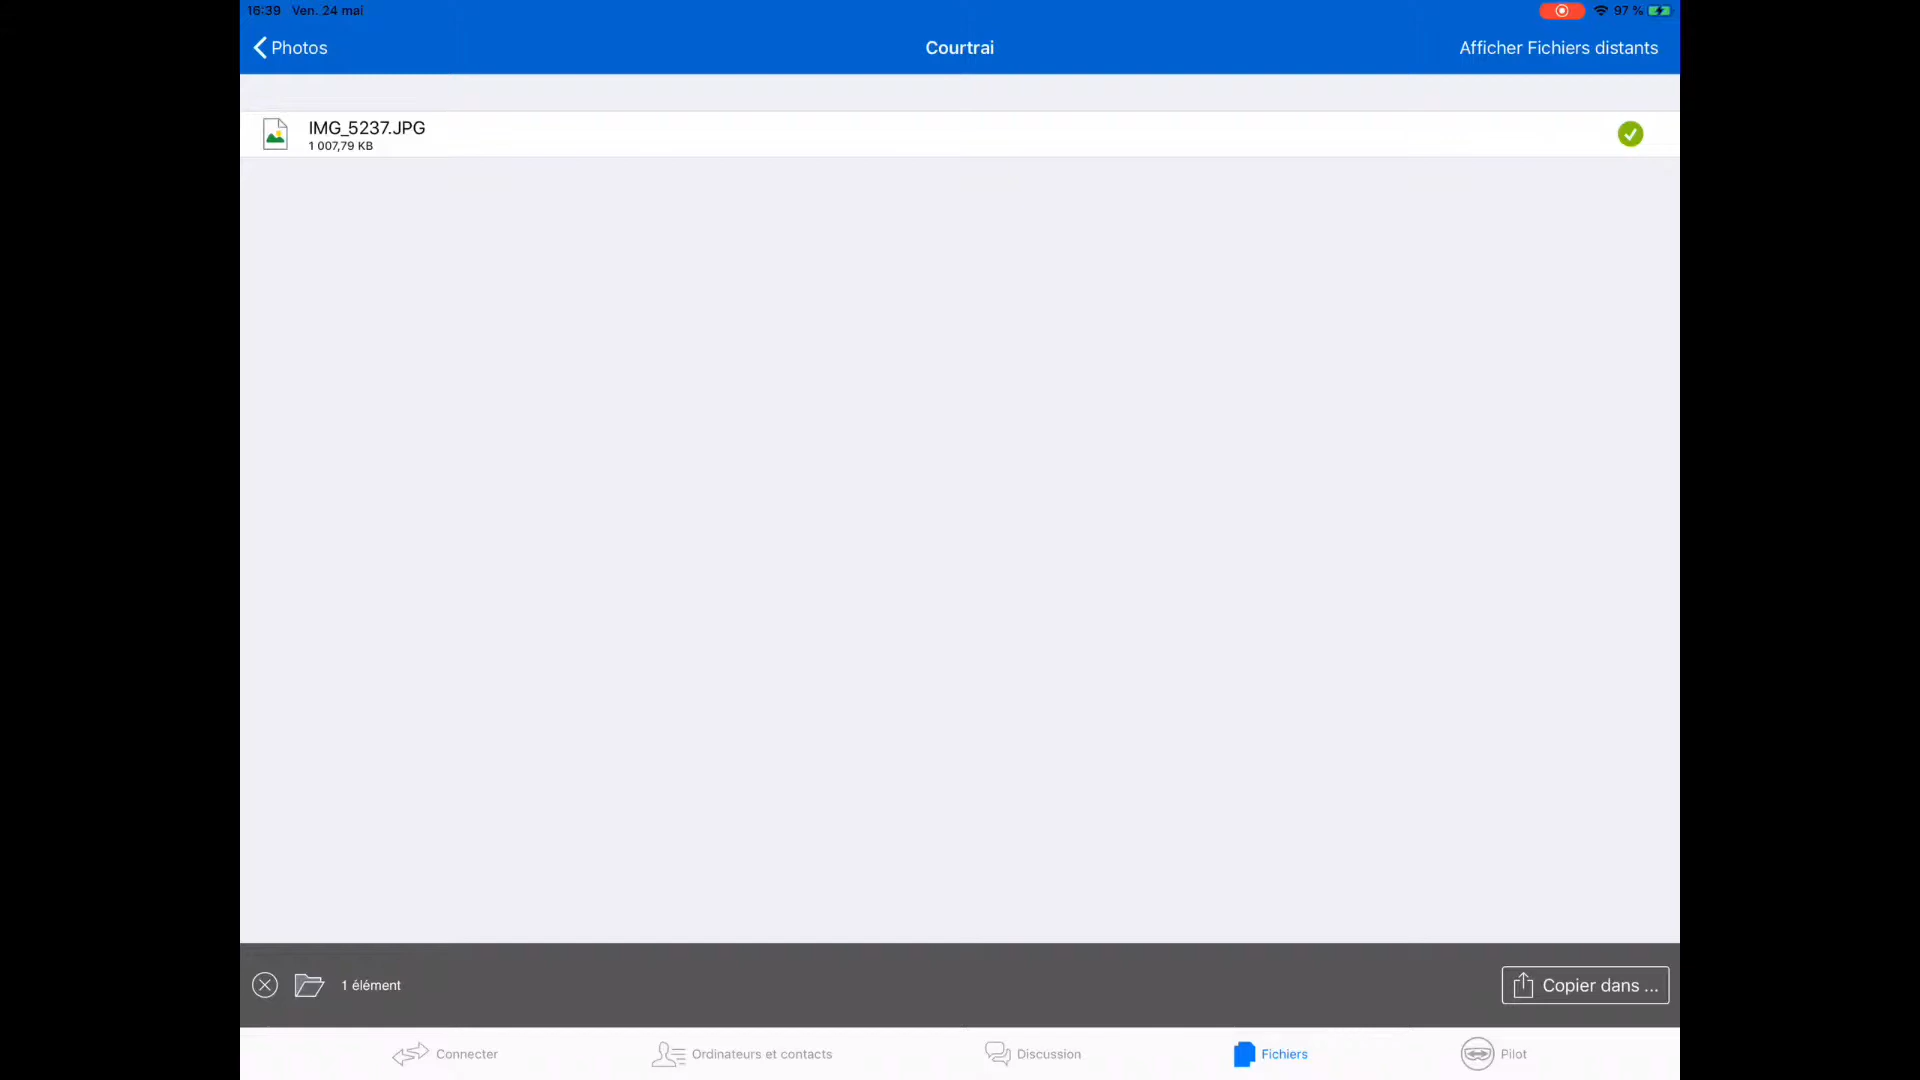 16:39 Ven. 24 mai
97 %
Photos
Courtrai
Afficher Fichiers distants
IMG_5237.JPG
1 007,79 KB
1 élément
Copier dans ...
Connecter
Ordinateurs et contacts
Discussion
Fichiers
Pilot